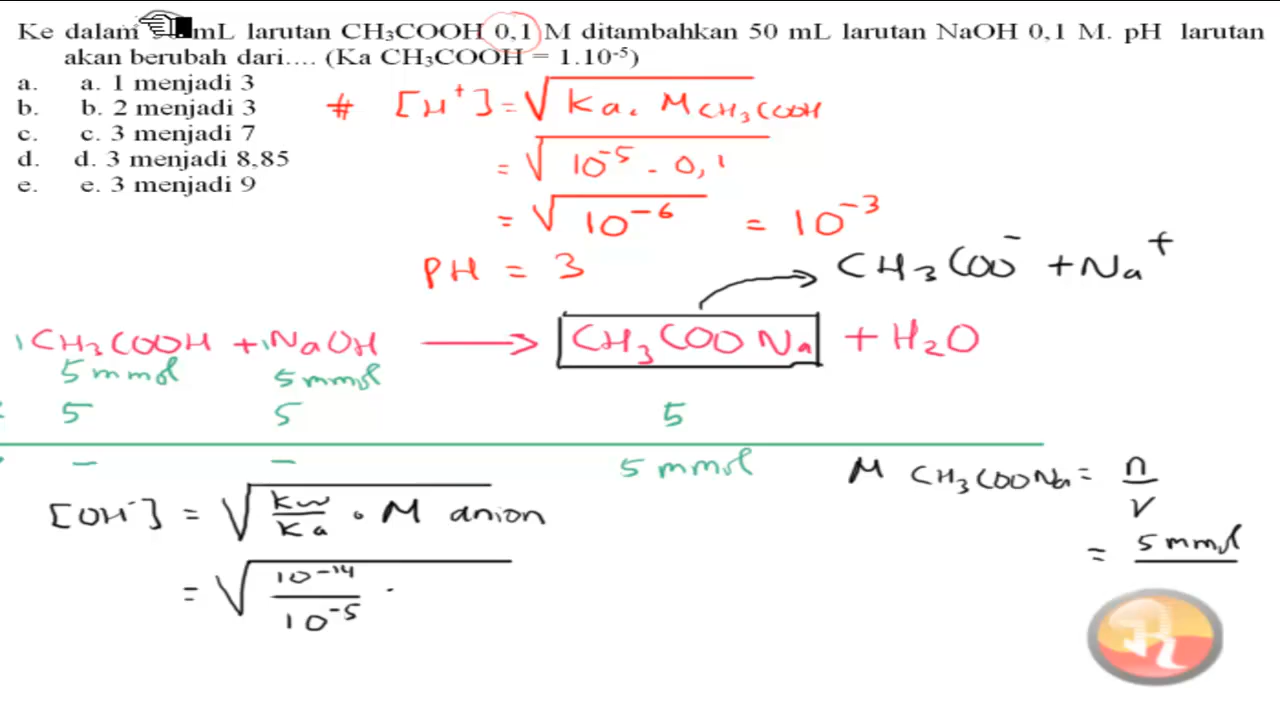 Ke dalam mL larutan CH₃COOH 0,1 M ditambahkan 50 mL larutan NaOH 0,1 M. pH larutan
akan berubah dari.... (Ka CH₃COOH = 1.10⁻⁵)
a. a. 1 menjadi 3
b. b. 2 menjadi 3
c. c. 3 menjadi 7
d. d. 3 menjadi 8,85
e. e. 3 menjadi 9
# [H⁺] = √Ka. M CH₃COOH
= √10⁻⁵ . 0,1
= √10⁻⁶ = 10⁻³
PH = 3
CH₃COO⁻ + Na⁺
1CH₃COOH + 1NaOH → CH₃COONa + H₂O
5 mmol 5 mmol
5 5 5
- - 5 mmol
M CH₃COONa = n/V
= 5 mmol
[OH⁻] = √Kw/Ka . M anion
= √10⁻¹⁴/10⁻⁵ .